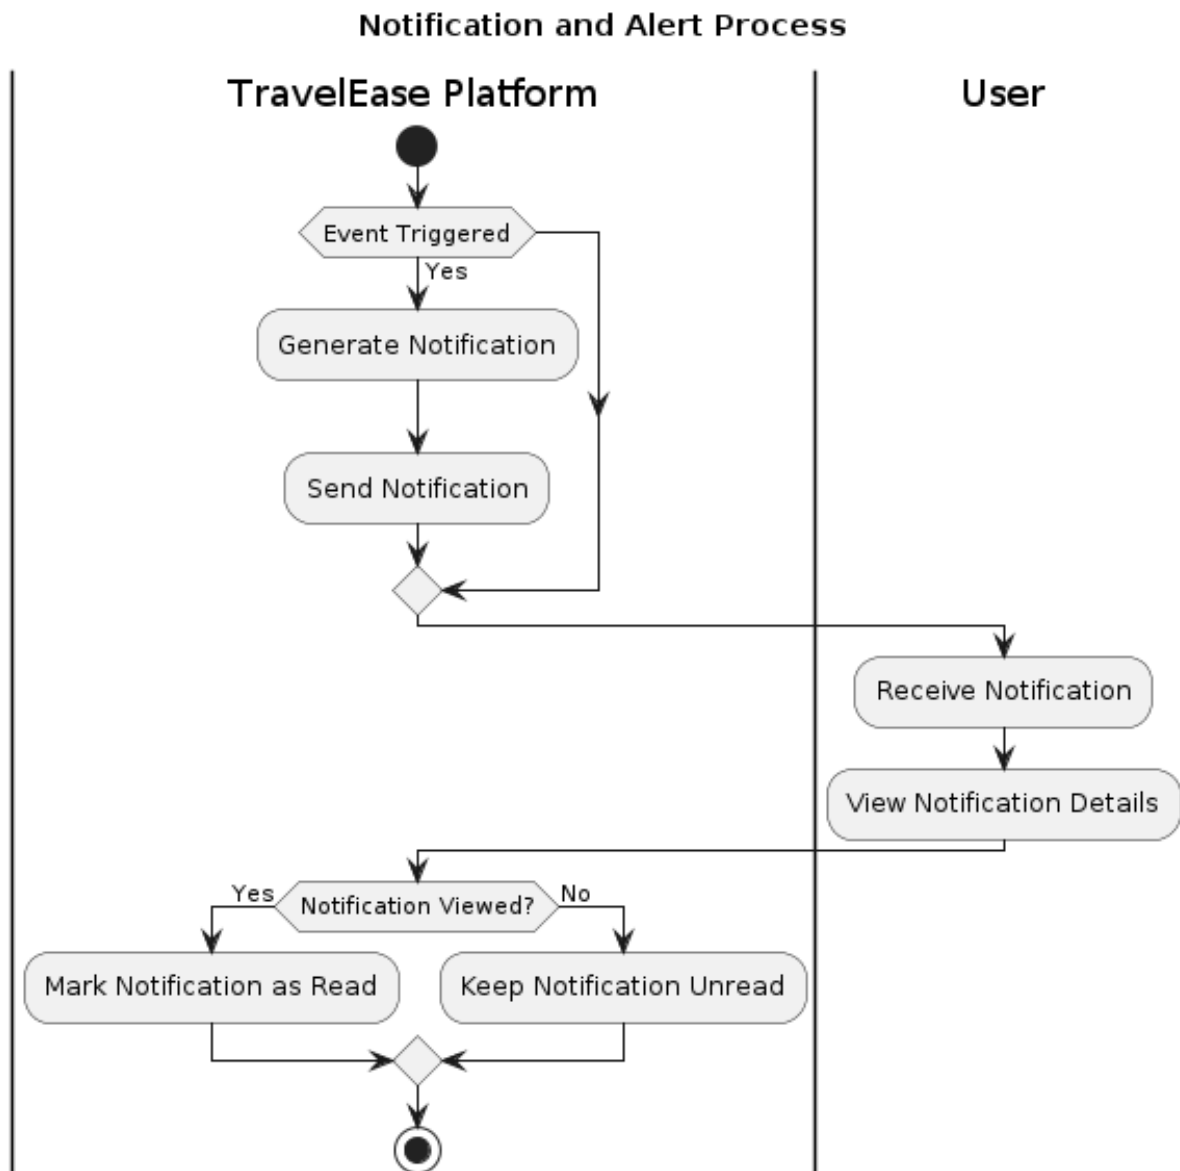 Notification and Alert Process
TravelEase Platform
User
Event Triggered
Yes
Generate Notification
Send Notification
Receive Notification
View Notification Details
Yes
Notification Viewed?
No
Mark Notification as Read
Keep Notification Unread